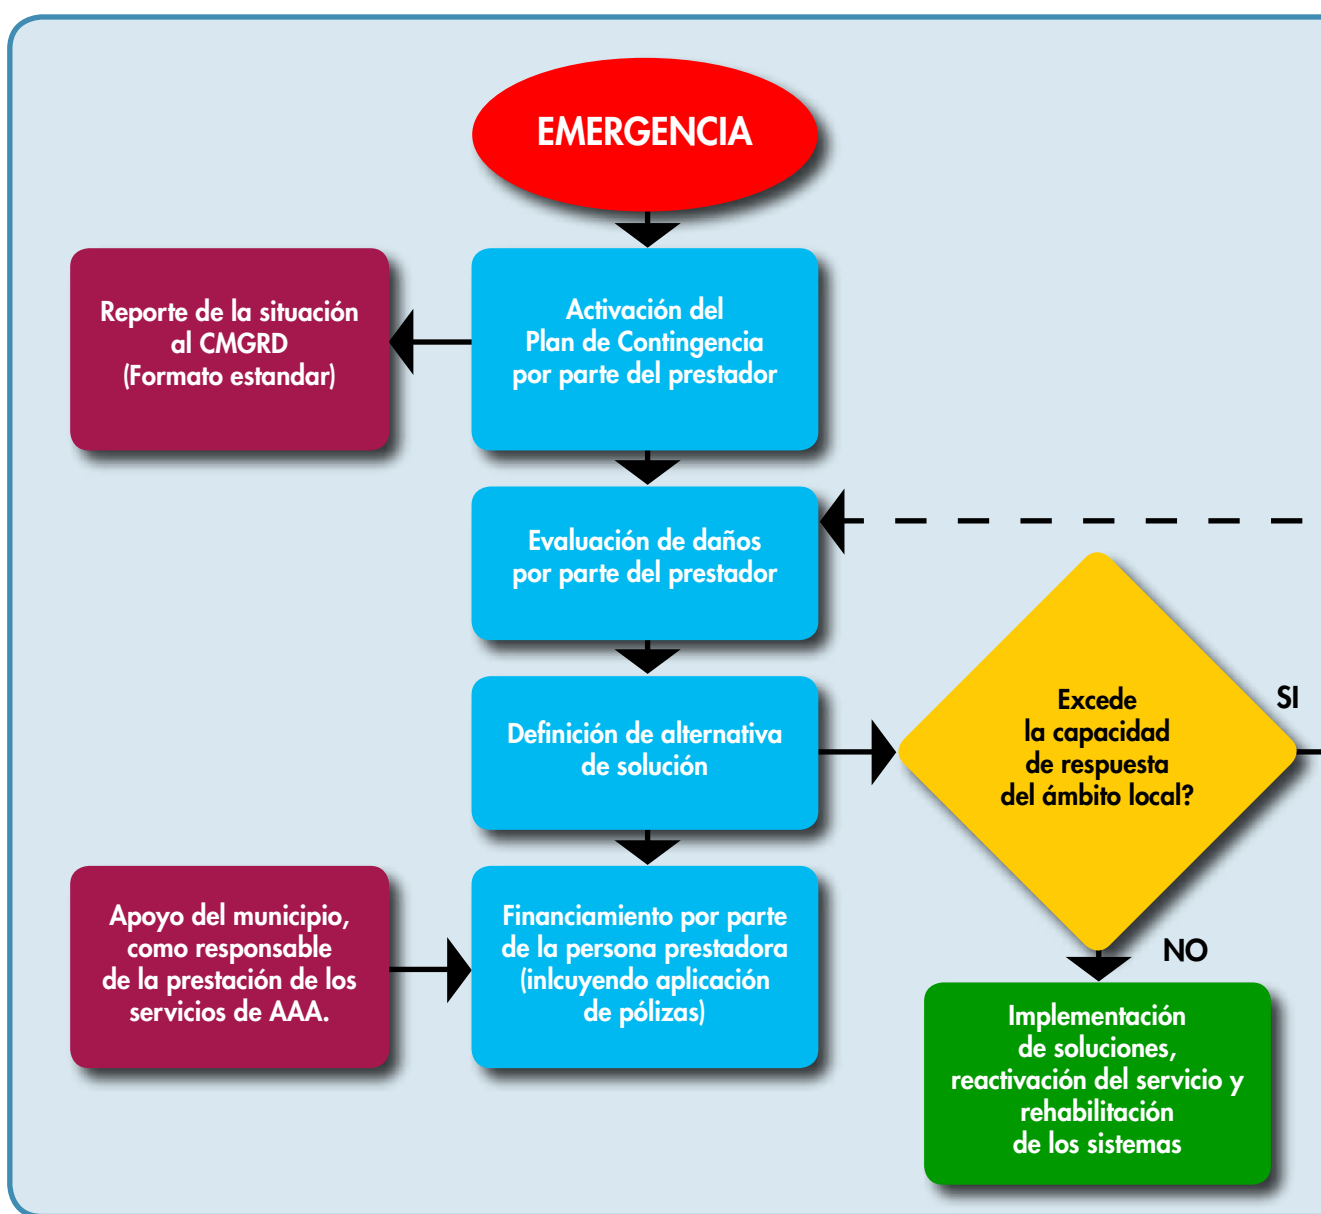 EMERGENCIA
Reporte de la situación
al CMGRD
(Formato estandar)
Activación del
Plan de Contingencia
por parte del prestador
Evaluación de daños
por parte del prestador
Definición de alternativa
de solución
Excede
la capacidad
de respuesta
del ámbito local?
SI
NO
Apoyo del municipio,
como responsable
de la prestación de los
servicios de AAA.
Financiamiento por parte
de la persona prestadora
(inlcuyendo aplicación
de pólizas)
Implementación
de soluciones,
reactivación del servicio y
rehabilitación
de los sistemas